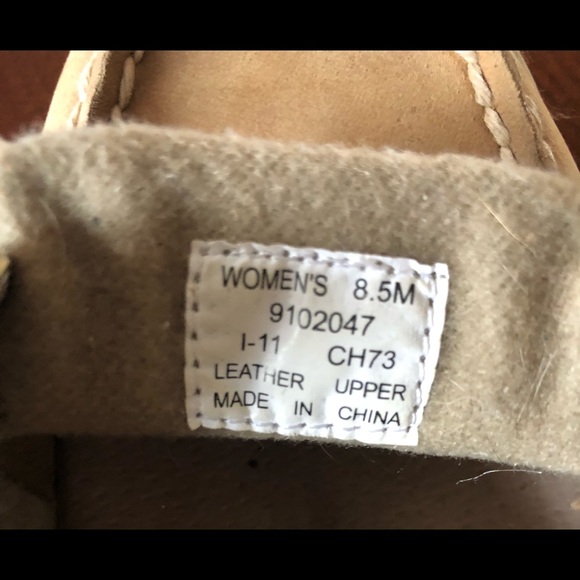 WOMEN'S 8.5M
9102047
I-11 CH73
LEATHER UPPER
MADE IN CHINA